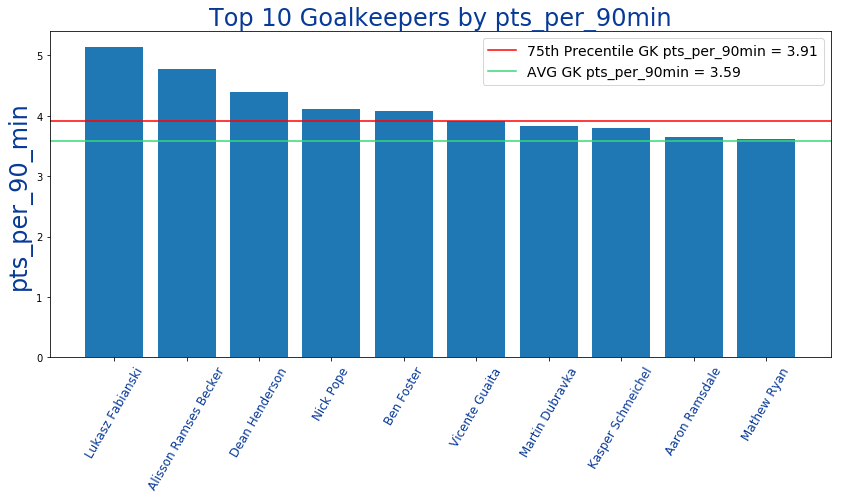 Top 10 Goalkeepers by pts_per_90min
75th Precentile GK pts_per_90min = 3.91
AVG GK pts_per_90min = 3.59
pts_per_90_min
5
4
3
2
1
0
Lukasz Fabianski
Alisson Ramses Becker
Dean Henderson
Nick Pope
Ben Foster
Vicente Guaita
Martin Dubravka
Kasper Schmeichel
Aaron Ramsdale
Mathew Ryan